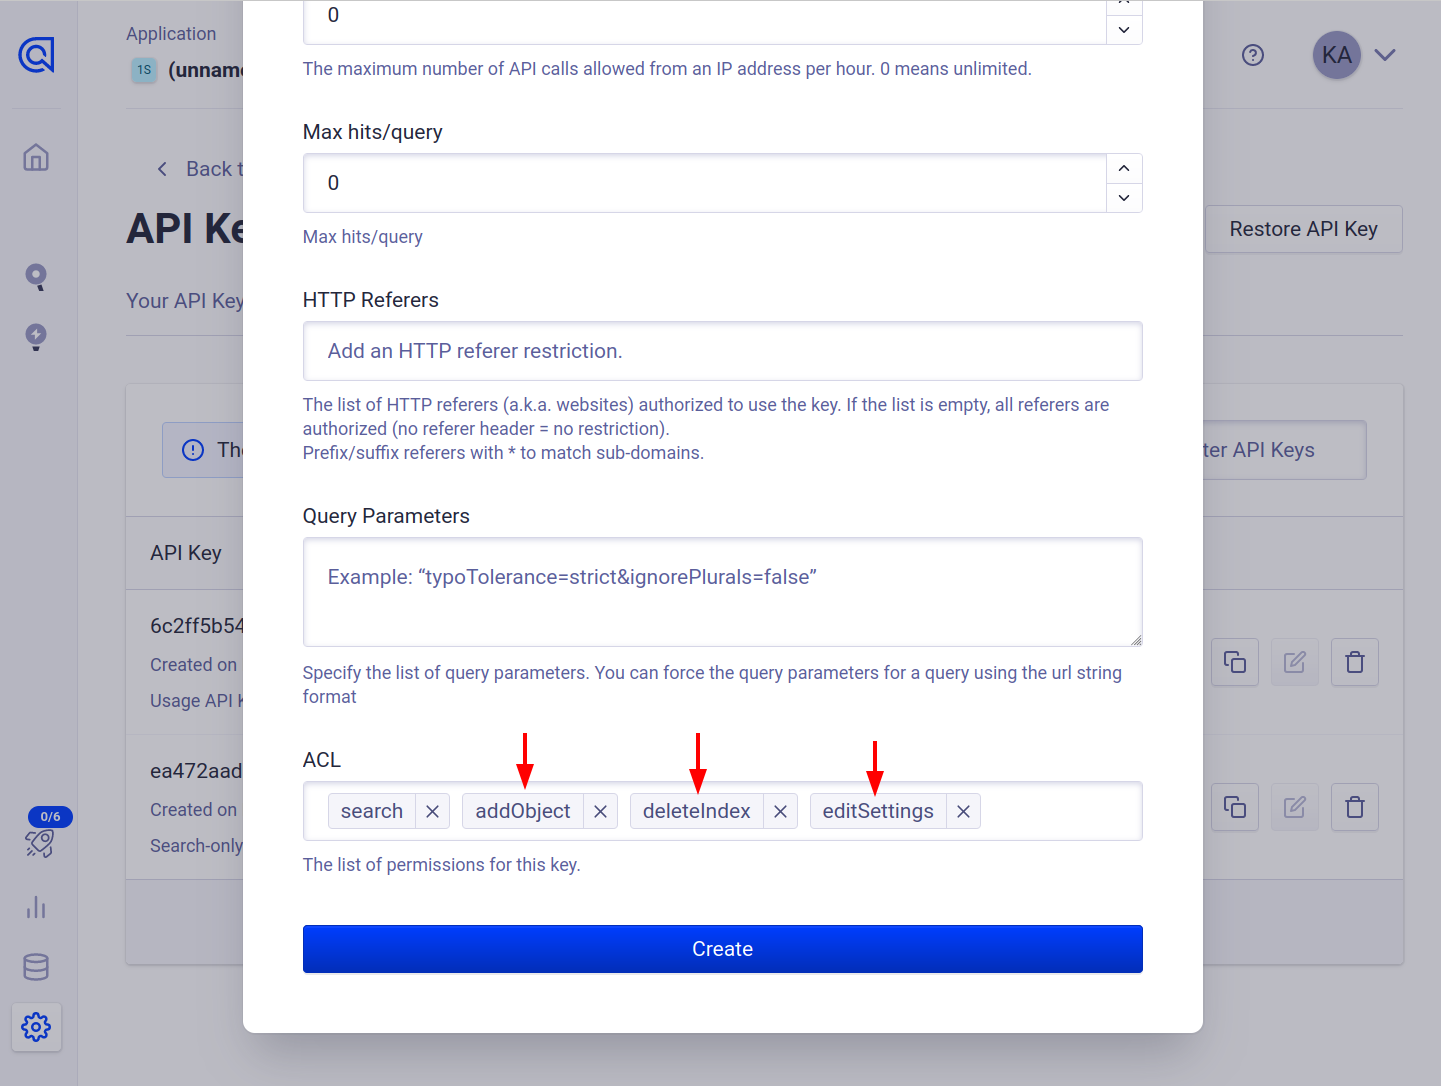 Application
1S
(unname
KA
0
The maximum number of API calls allowed from an IP address per hour. 0 means unlimited.
Max hits/query
0
Max hits/query
Back t
API Ke
Restore API Key
Your API Key
HTTP Referers
Add an HTTP referer restriction.
The list of HTTP referers (a.k.a. websites) authorized to use the key. If the list is empty, all referers are
authorized (no referer header = no restriction).
Prefix/suffix referers with * to match sub-domains.
The
ter API Keys
Query Parameters
Example: “typoTolerance=strict&ignorePlurals=false”
Specify the list of query parameters. You can force the query parameters for a query using the url string
format
API Key
6c2ff5b54
Created on
Usage API K
ea472aad
Created on
Search-only
ACL
search
addObject
deleteIndex
editSettings
The list of permissions for this key.
Create
0/6